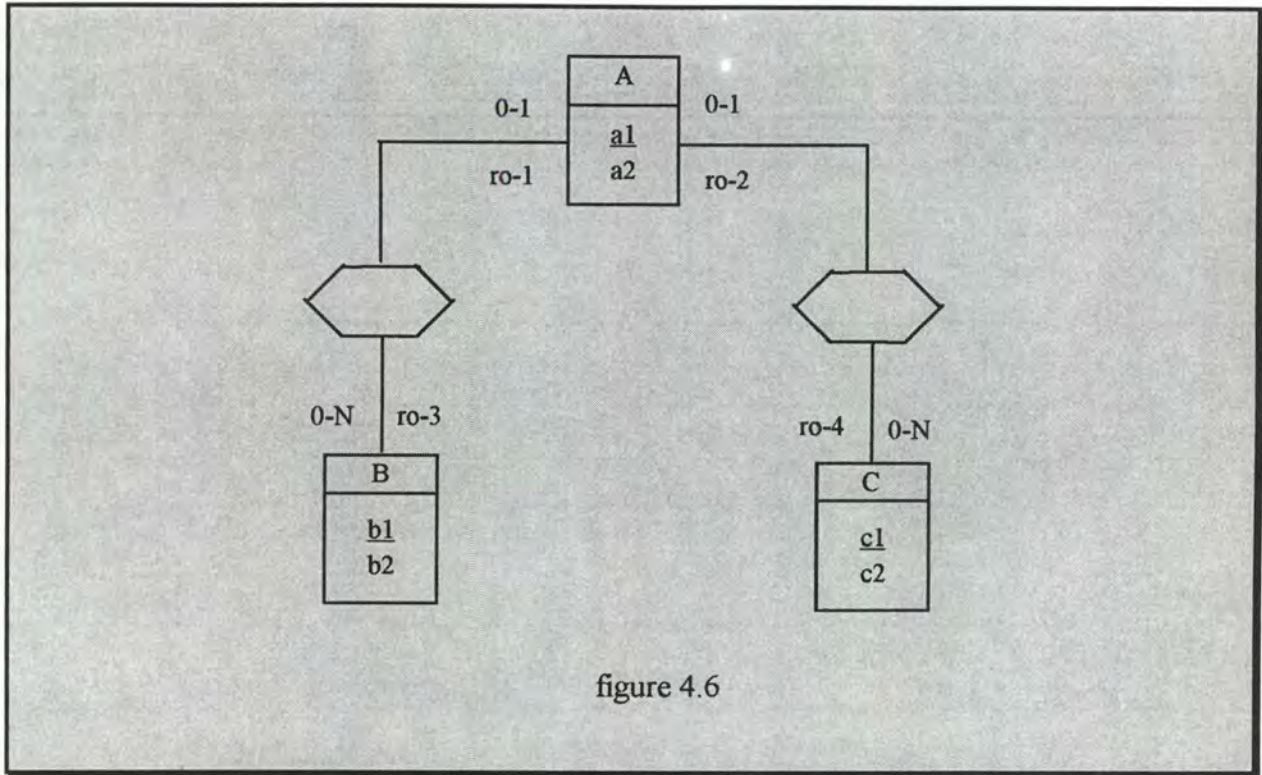 A
0-1 0-1
a1
a2
ro-1 ro-2
0-N ro-3
ro-4 0-N
B
C
b1
b2
c1
c2
figure 4.6